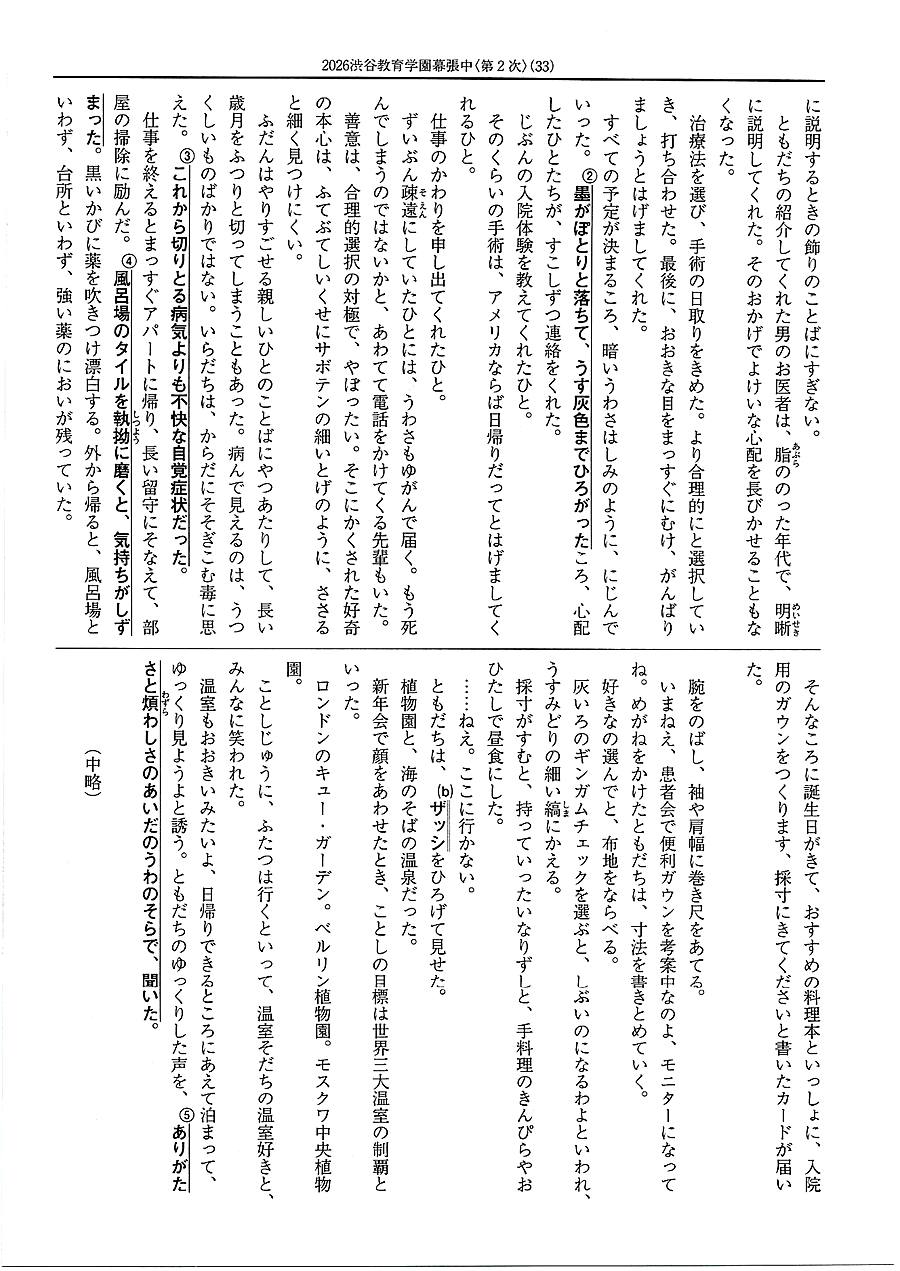 2026渋谷教育学園幕張中〈第2次〉(33)
に説明するときの飾りのことばにすぎない。
ともだちの紹介してくれた男のお医者は、脂ののった年代で、明晰
に説明してくれた。そのおかげでよけいな心配を長びかせることもな
くなった。
治療法を選び、手術の日取りをきめた。より合理的にと選択してい
き、打ち合わせた。最後に、おおきな目をまっすぐにむけ、がんばり
ましょうとはげましてくれた。
すべての予定が決まるころ、暗いうわさはしみのように、にじんで
いった。②墨がぽとりと落ちて、うす灰色までひろがったころ、心配
したひとたちが、すこしずつ連絡をくれた。
じぶんの入院体験を教えてくれたひと。
そのくらいの手術は、アメリカならば日帰りだってとはげましてく
れるひと。
仕事のかわりを申し出てくれたひと。
ずいぶん疎遠にしていたひとには、うわさもゆがんで届く。もう死
んでしまうのではないかと、あわてて電話をかけてくる先輩もいた。
善意は、合理的選択の対極で、やぼったい。そこにかくされた好奇
の本心は、ふてぶてしいくせにサボテンの細いとげのように、ささる
と細く見つけにくい。
ふだんはやりすごせる親しいひとのことばにやつあたりして、長い
歳月をふつりと切ってしまうこともあった。病んで見えるのは、うつ
くしいものばかりではない。いらだちは、からだにそそぎこむ毒に思
えた。③これから切りとる病気よりも不快な自覚症状だった。
仕事を終えるとまっすぐアパートに帰り、長い留守にそなえて、部
屋の掃除に励んだ。④風呂場のタイルを執拗に磨くと、気持ちがしず
まった。黒いかびに薬を吹きつけ漂白する。外から帰ると、風呂場と
いわず、台所といわず、強い薬のにおいが残っていた。
そんなころに誕生日がきて、おすすめの料理本といっしょに、入院
用のガウンをつくります、採寸にきてくださいと書いたカードが届い
た。
腕をのばし、袖や肩幅に巻き尺をあてる。
いまねえ、患者会で便利ガウンを考案中なのよ、モニターになって
ね。めがねをかけたともだちは、寸法を書きとめていく。
好きなの選んでと、布地をならべる。
灰いろのギンガムチェックを選ぶと、しぶいのになるわよといわれ、
うすみどりの細い縞にかえる。
採寸がすむと、持っていったいなりずしと、手料理のきんぴらやお
ひたしで昼食にした。
……ねえ。ここに行かない。
ともだちは、(b)ザッシをひろげて見せた。
植物園と、海のそばの温泉だった。
新年会で顔をあわせたとき、ことしの目標は世界三大温室の制覇と
いった。
ロンドンのキュー・ガーデン。ベルリン植物園。モスクワ中央植物
園。
ことしじゅうに、ふたつは行くといって、温室そだちの温室好きと、
みんなに笑われた。
温室もおおきいみたいよ、日帰りできるところにあえて泊まって、
ゆっくり見ようよと誘う。ともだちのゆっくりした声を、⑤ありがた
さと煩わしさのあいだのうわのそらで、聞いた。
（中略）